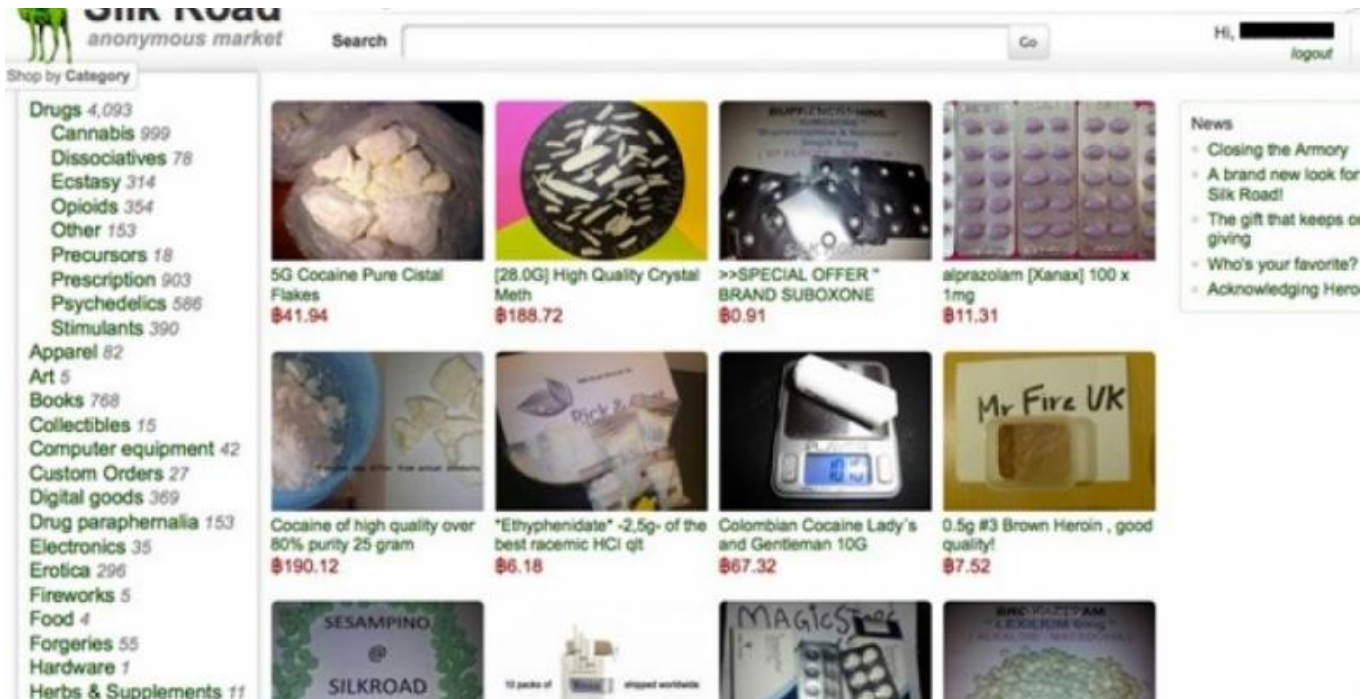 Silk Road
anonymous market
Search
Go
Hi,
logout
Shop by Category
Drugs 4,093
Cannabis 999
Dissociatives 78
Ecstasy 314
Opioids 354
Other 153
Precursors 18
Prescription 903
Psychedelics 586
Stimulants 390
Apparel 82
Art 5
Books 768
Collectibles 15
Computer equipment 42
Custom Orders 27
Digital goods 369
Drug paraphernalia 153
Electronics 35
Erotica 296
Fireworks 5
Food 4
Forgeries 55
Hardware 1
Herbs & Supplements 11
5G Cocaine Pure Cistal
Flakes
฿41.94
[28.0G] High Quality Crystal
Meth
฿188.72
>>SPECIAL OFFER "
BRAND SUBOXONE
฿0.91
alprazolam [Xanax] 100 x
1mg
฿11.31
Mr Fire UK
Cocaine of high quality over
80% purity 25 gram
฿190.12
"Ethyphenidate" -2,5g- of the
best racemic HCl qlt
฿6.18
Colombian Cocaine Lady´s
and Gentleman 10G
฿67.32
0.5g #3 Brown Heroin , good
quality!
฿7.52
SESAMPINO
@
SILKROAD
10 packs of
shipped worldwide
News
Closing the Armory
A brand new look for
Silk Road!
The gift that keeps on
giving
Who's your favorite?
Acknowledging Hero